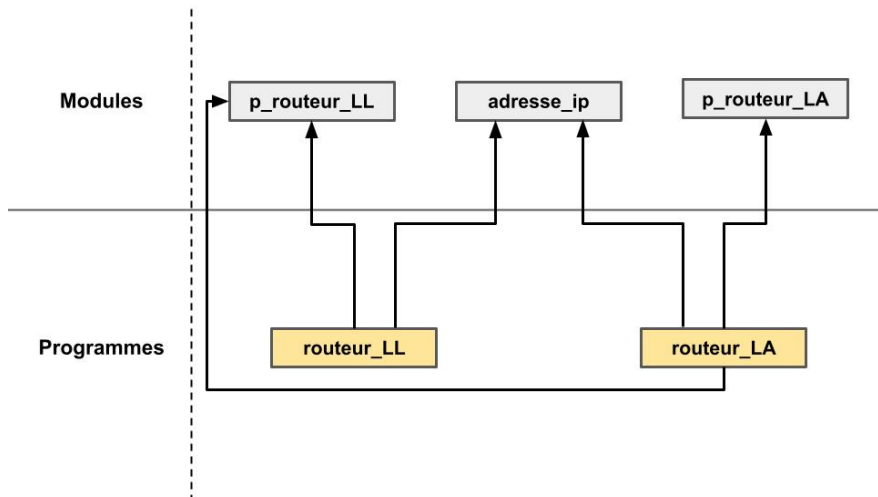 Modules
p_routeur_LL
adresse_ip
p_routeur_LA
Programmes
routeur_LL
routeur_LA